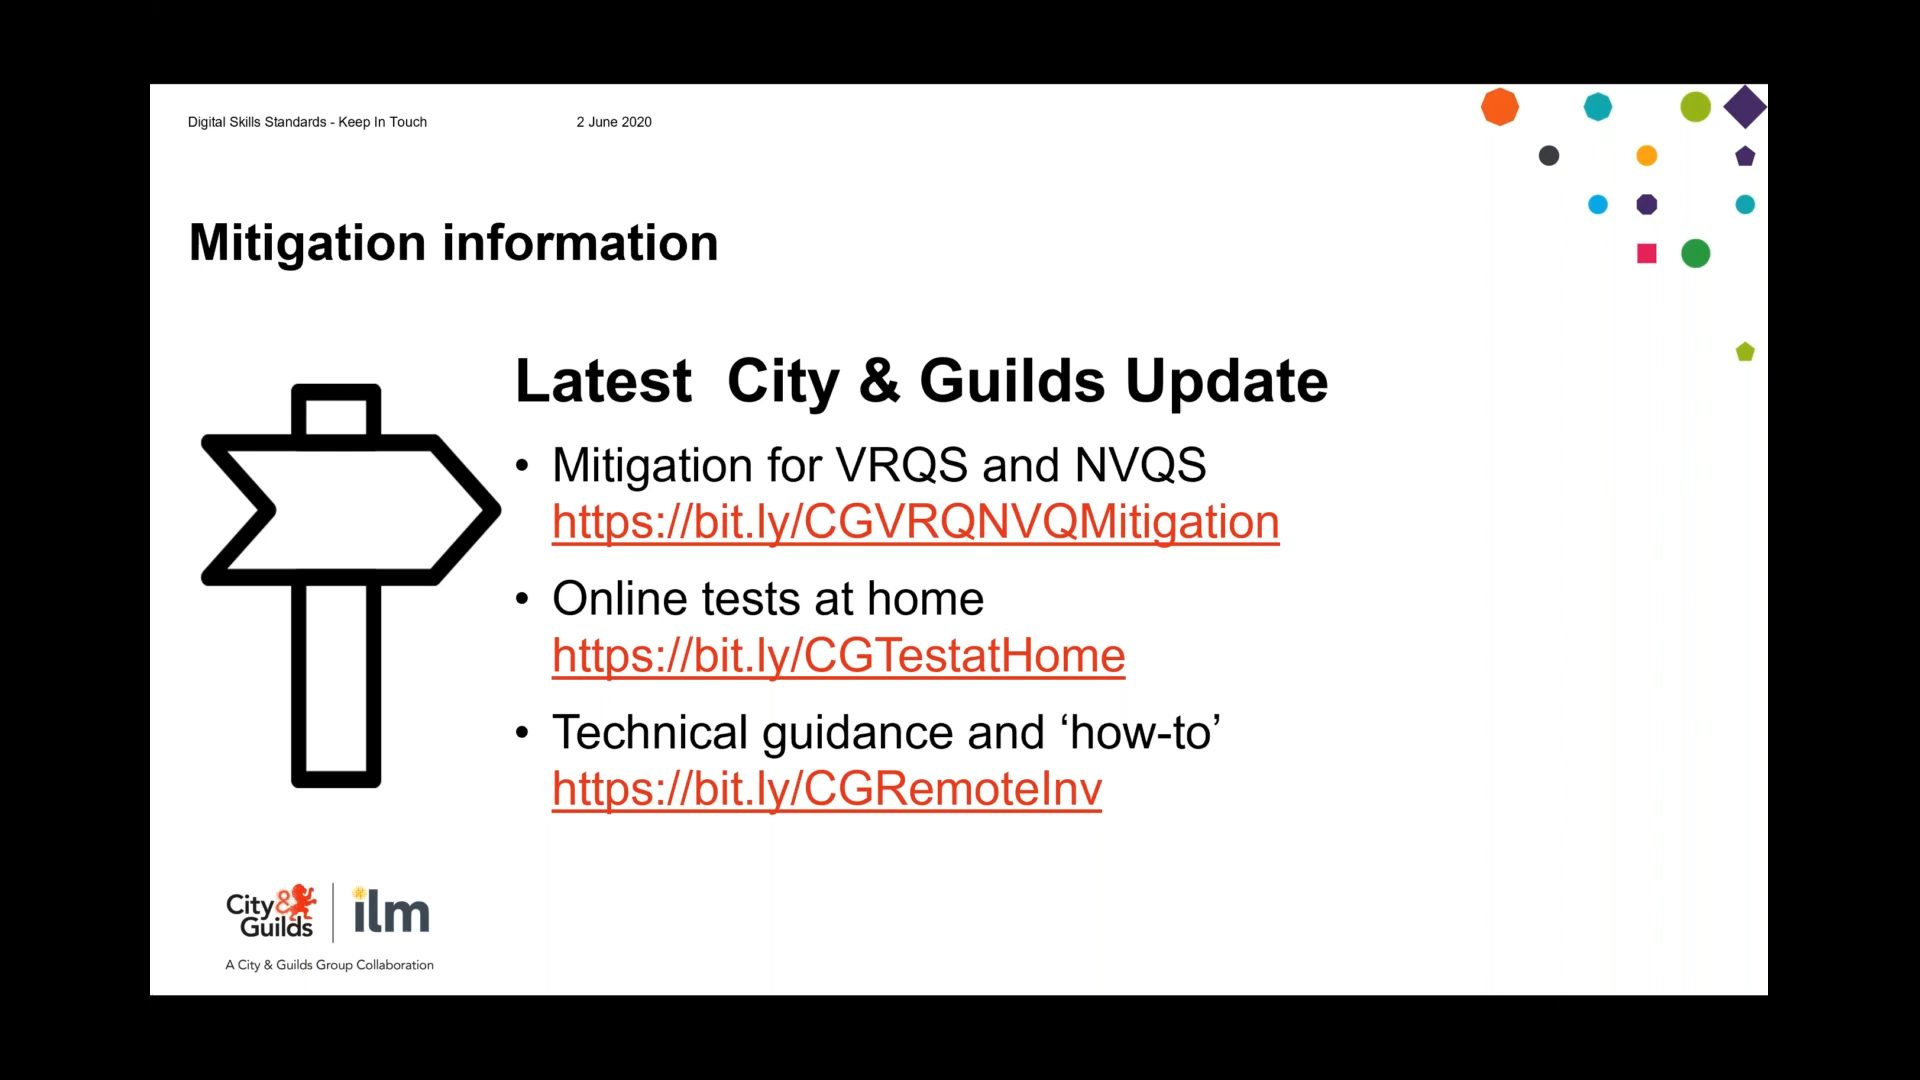 Digital Skills Standards - Keep In Touch 2 June 2020
Mitigation information
Latest  City & Guilds Update
• Mitigation for VRQS and NVQS
https://bit.ly/CGVRQNVQMitigation
• Online tests at home
https://bit.ly/CGTestatHome
• Technical guidance and ‘how-to’
https://bit.ly/CGRemoteInv
City &
Guilds
ilm
A City & Guilds Group Collaboration